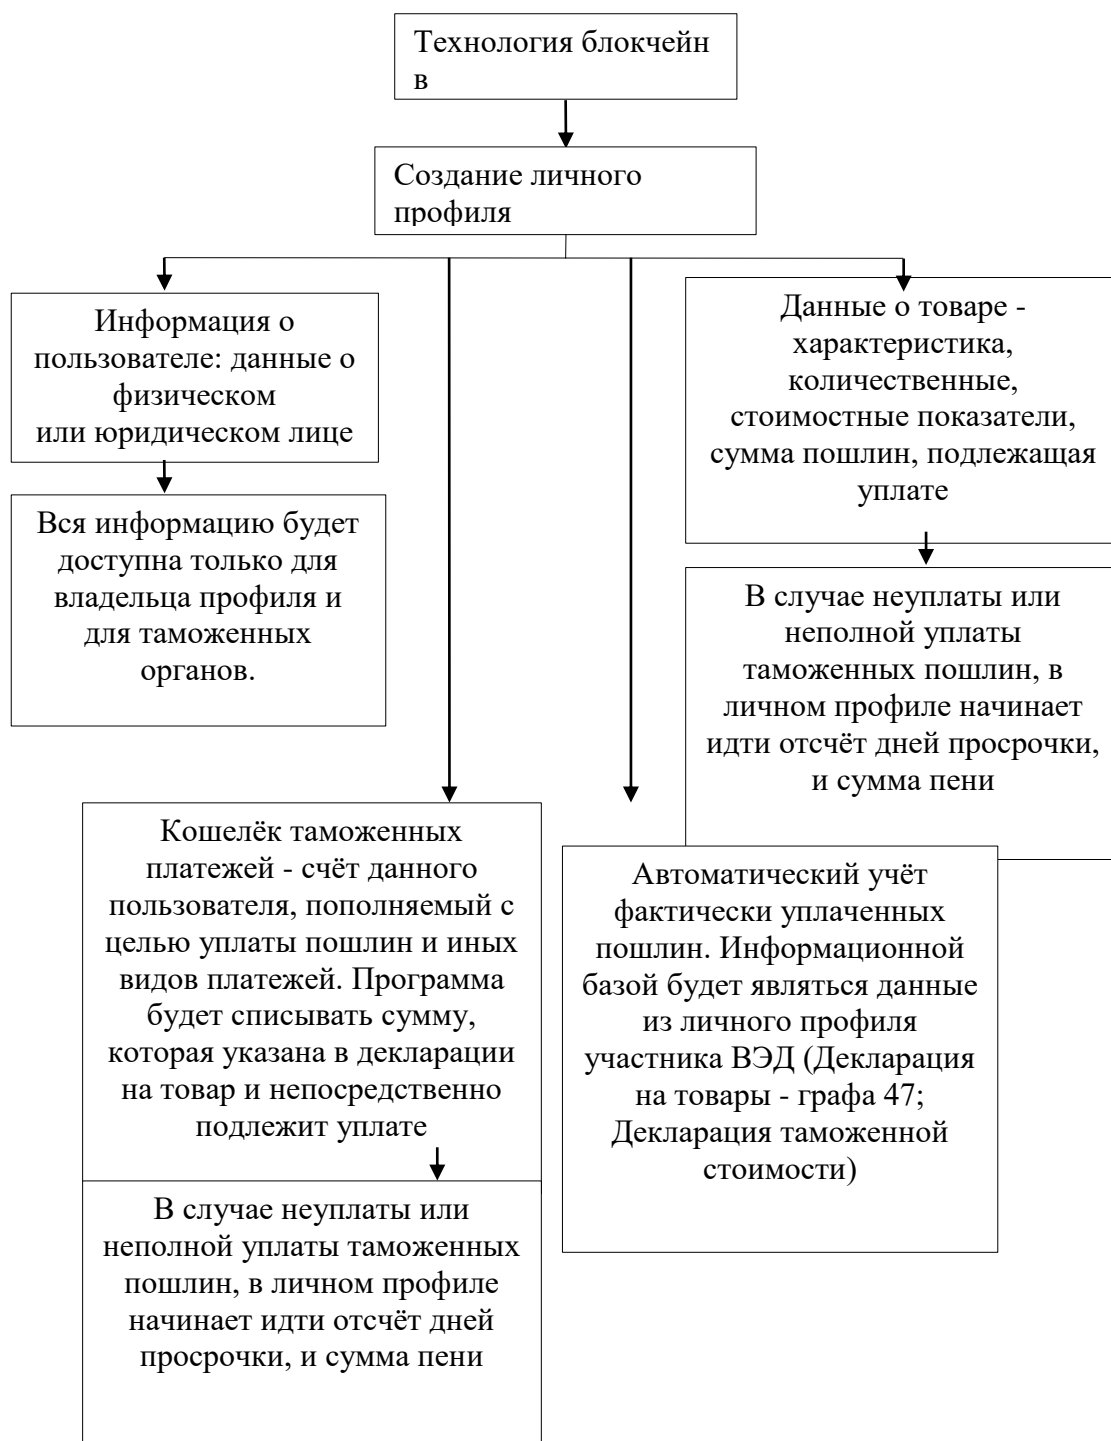 Технология блокчейн
в
Создание личного
профиля
Информация о
пользователе: данные о
физическом
или юридическом лице
Вся информацию будет
доступна только для
владельца профиля и
для таможенных
органов.
Данные о товаре -
характеристика,
количественные,
стоимостные показатели,
сумма пошлин, подлежащая
уплате
В случае неуплаты или
неполной уплаты
таможенных пошлин, в
личном профиле начинает
идти отсчёт дней просрочки,
и сумма пени
Кошелёк таможенных
платежей - счёт данного
пользователя, пополняемый с
целью уплаты пошлин и иных
видов платежей. Программа
будет списывать сумму,
которая указана в декларации
на товар и непосредственно
подлежит уплате
В случае неуплаты или
неполной уплаты таможенных
пошлин, в личном профиле
начинает идти отсчёт дней
просрочки, и сумма пени
Автоматический учёт
фактически уплаченных
пошлин. Информационной
базой будет являться данные
из личного профиля
участника ВЭД (Декларация
на товары - графа 47;
Декларация таможенной
стоимости)